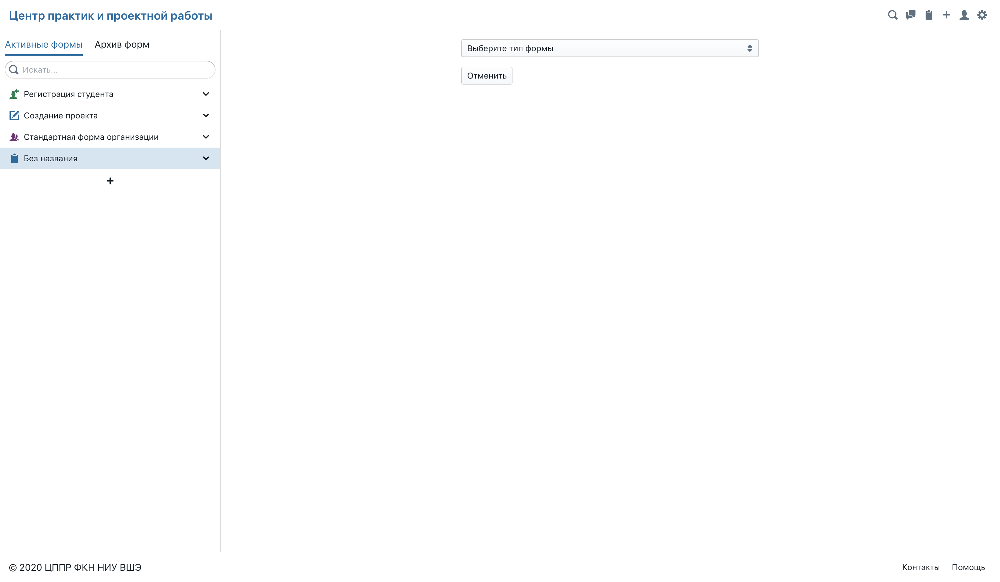 Центр практик и проектной работы
Активные формы Архив форм
Искать...
Регистрация студента
Создание проекта
Стандартная форма организации
Без названия
Выберите тип формы
Отменить
© 2020 ЦППР ФКН НИУ ВШЭ
Контакты Помощь